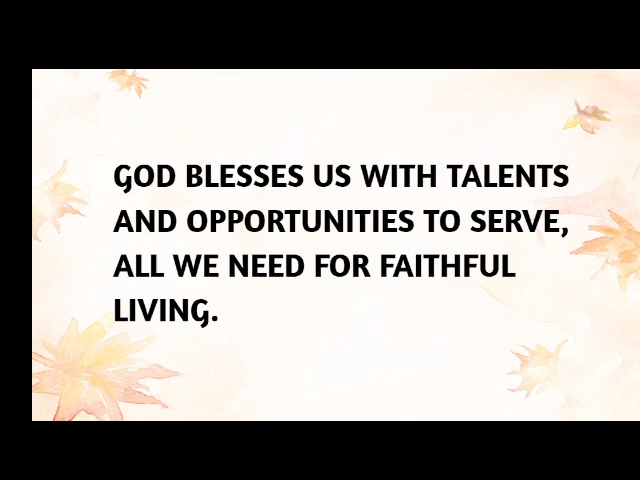 GOD BLESSES US WITH TALENTS
AND OPPORTUNITIES TO SERVE,
ALL WE NEED FOR FAITHFUL
LIVING.